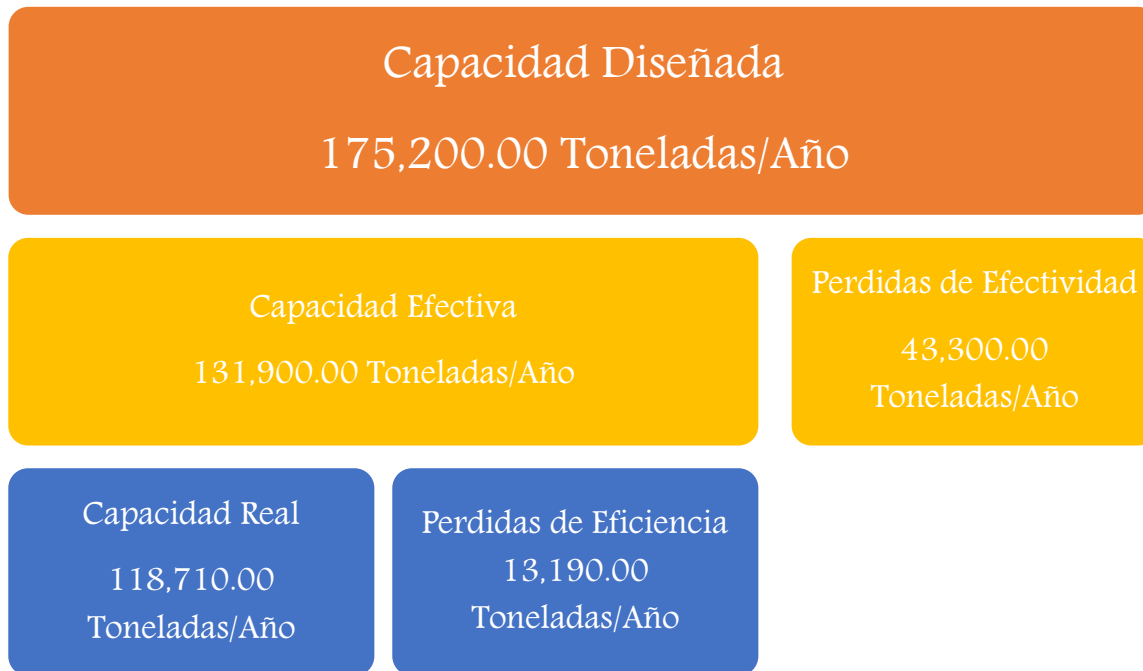 Capacidad Diseñada
175,200.00 Toneladas/Año
Capacidad Efectiva
131,900.00 Toneladas/Año
Perdidas de Efectividad
43,300.00
Toneladas/Año
Capacidad Real
118,710.00
Toneladas/Año
Perdidas de Eficiencia
13,190.00
Toneladas/Año